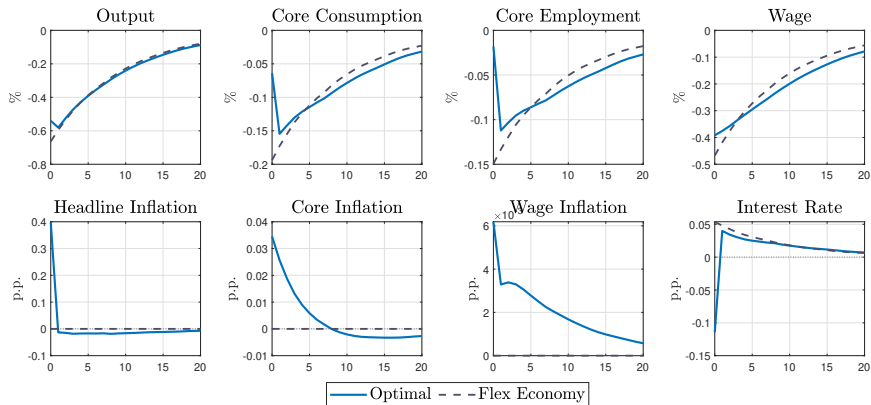 Output
Core Consumption
Core Employment
Wage
%
0
-0.2
-0.4
-0.6
-0.8
0 5 10 15 20
%
0
-0.05
-0.1
-0.15
-0.2
0 5 10 15 20
%
0
-0.05
-0.1
-0.15
0 5 10 15 20
%
0
-0.1
-0.2
-0.3
-0.4
-0.5
0 5 10 15 20
Headline Inflation
Core Inflation
Wage Inflation
Interest Rate
p.p.
0.4
0.3
0.2
0.1
0
-0.1
0 5 10 15 20
p.p.
0.04
0.03
0.02
0.01
0
-0.01
0 5 10 15 20
p.p.
×10
6
4
2
0
0 5 10 15 20
p.p.
0.05
0
-0.05
-0.1
-0.15
0 5 10 15 20
Optimal Flex Economy